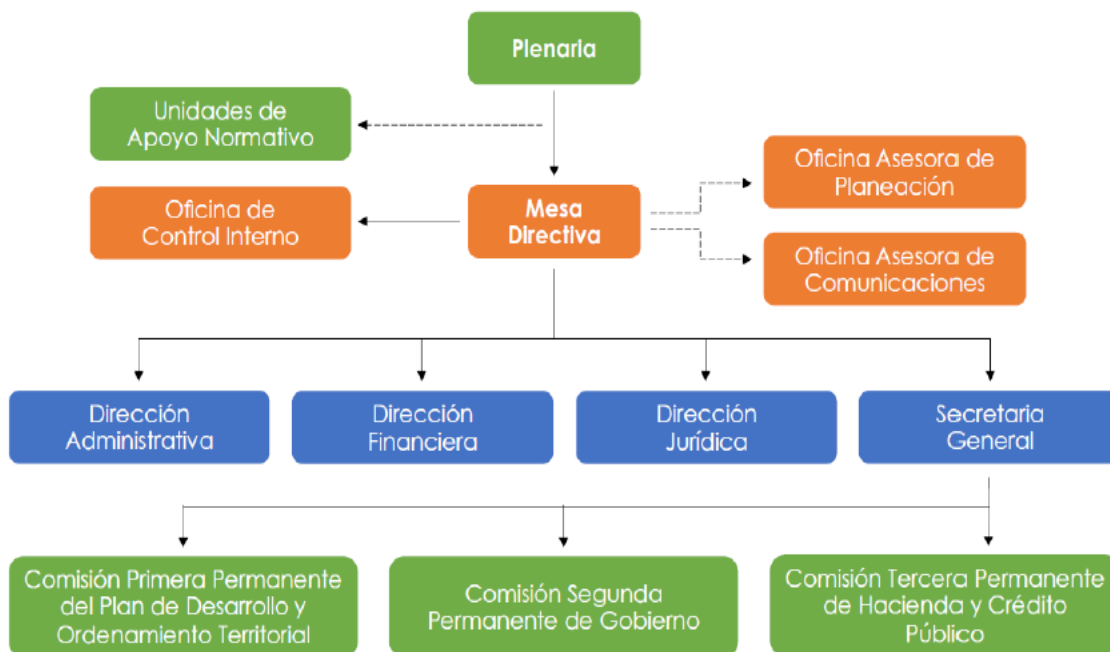 Plenaria
Unidades de
Apoyo Normativo
Oficina Asesora de
Planeación
Oficina de
Control Interno
Mesa
Directiva
Oficina Asesora de
Comunicaciones
Dirección
Administrativa
Dirección
Financiera
Dirección
Jurídica
Secretaria
General
Comisión Primera Permanente
del Plan de Desarrollo y
Ordenamiento Territorial
Comisión Segunda
Permanente de Gobierno
Comisión Tercera Permanente
de Hacienda y Crédito
Público